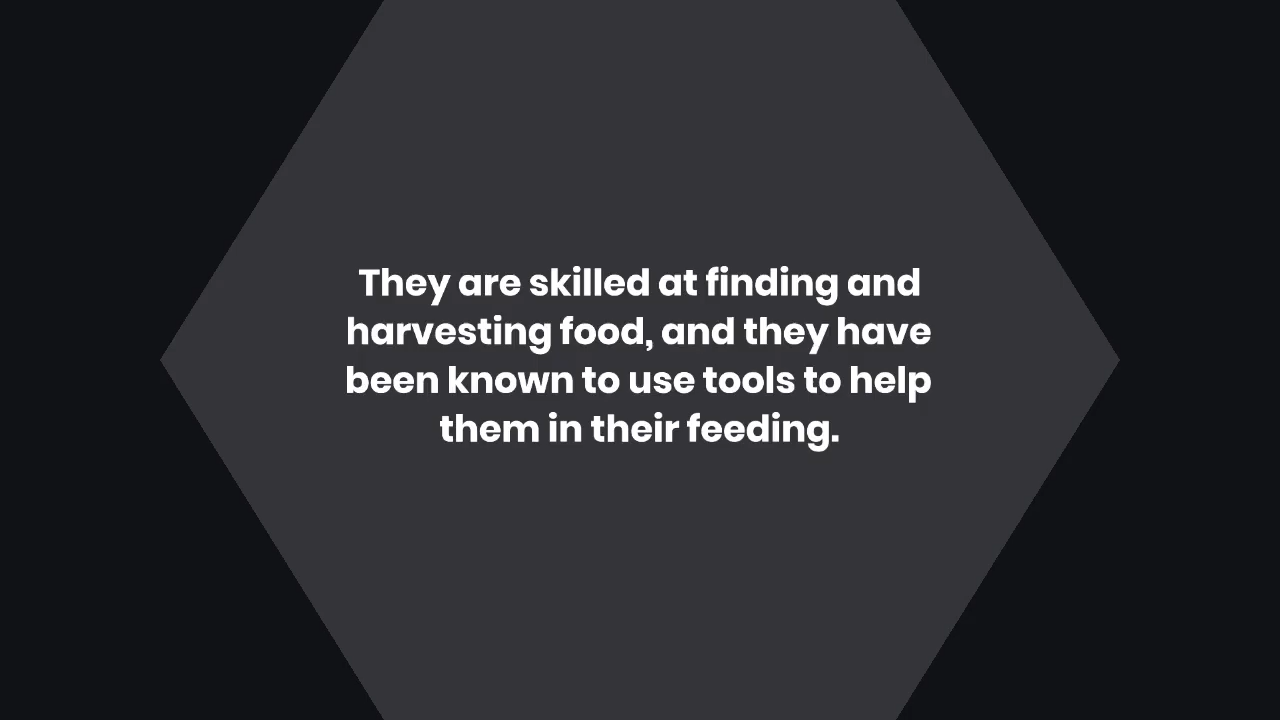 They are skilled at finding and
harvesting food, and they have
been known to use tools to help
them in their feeding.